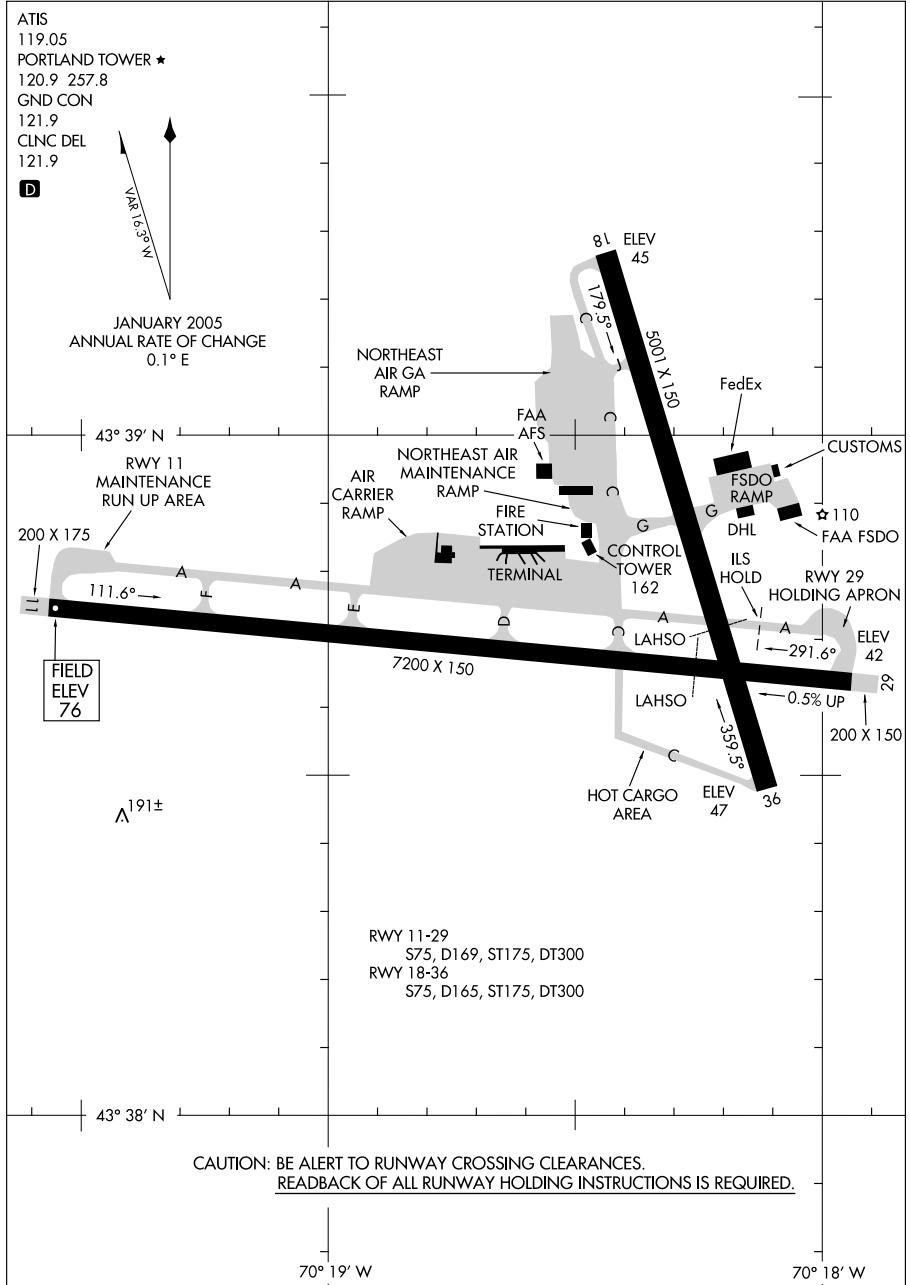 ATIS
119.05
PORTLAND TOWER ★
120.9 257.8
GND CON
121.9
CLNC DEL
121.9
D
VAR 16.3° W
JANUARY 2005
ANNUAL RATE OF CHANGE
0.1° E
18
ELEV
45
179.5°
C
J
5001 X 150
NORTHEAST
AIR GA
RAMP
C
FedEx
43° 39' N
FAA
AFS
CUSTOMS
RWY 11
MAINTENANCE
RUN UP AREA
AIR
CARRIER
RAMP
NORTHEAST AIR
MAINTENANCE
RAMP
C
FSDO
RAMP
FIRE
STATION
G
G
DHL
110
FAA FSDO
200 X 175
TERMINAL
CONTROL
TOWER
162
ILS
HOLD
RWY 29
HOLDING APRON
11
111.6°
A
F
A
E
D
C
A
A
LAHSO
291.6°
ELEV
42
FIELD
ELEV
76
7200 X 150
LAHSO
0.5% UP
29
200 X 150
359.5°
C
HOT CARGO
AREA
ELEV
47
36
191±
RWY 11-29
S75, D169, ST175, DT300
RWY 18-36
S75, D165, ST175, DT300
43° 38' N
CAUTION: BE ALERT TO RUNWAY CROSSING CLEARANCES.
READBACK OF ALL RUNWAY HOLDING INSTRUCTIONS IS REQUIRED.
70° 19' W
70° 18' W